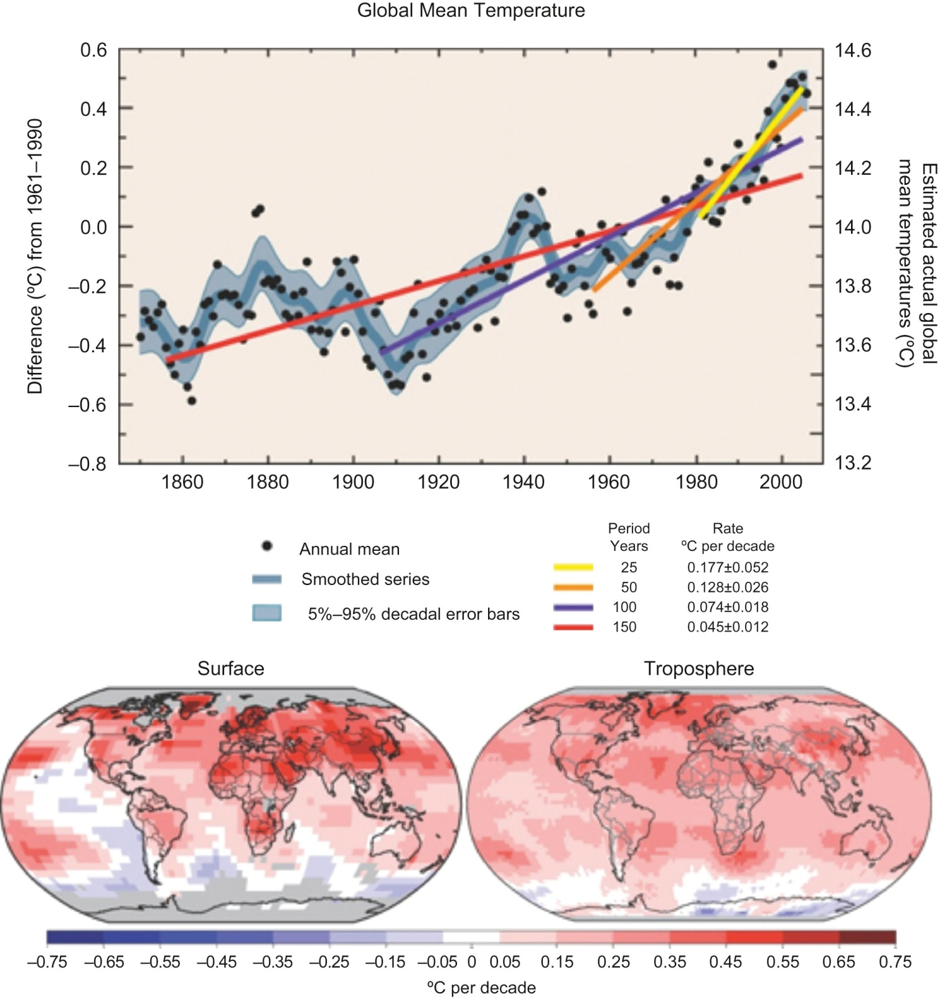 Global Mean Temperature
0.6
0.4
0.2
0.0
–0.2
–0.4
–0.6
–0.8
Difference (ºC) from 1961–1990
14.6
14.4
14.2
14.0
13.8
13.6
13.4
13.2
Estimated actual global
mean temperatures (ºC)
1860 1880 1900 1920 1940 1960 1980 2000
Annual mean
Smoothed series
5%–95% decadal error bars
Period Rate
Years ºC per decade
25 0.177±0.052
50 0.128±0.026
100 0.074±0.018
150 0.045±0.012
Surface
Troposphere
–0.75 –0.65 –0.55 –0.45 –0.35 –0.25 –0.15 –0.05 0 0.05 0.15 0.25 0.35 0.45 0.55 0.65 0.75
ºC per decade